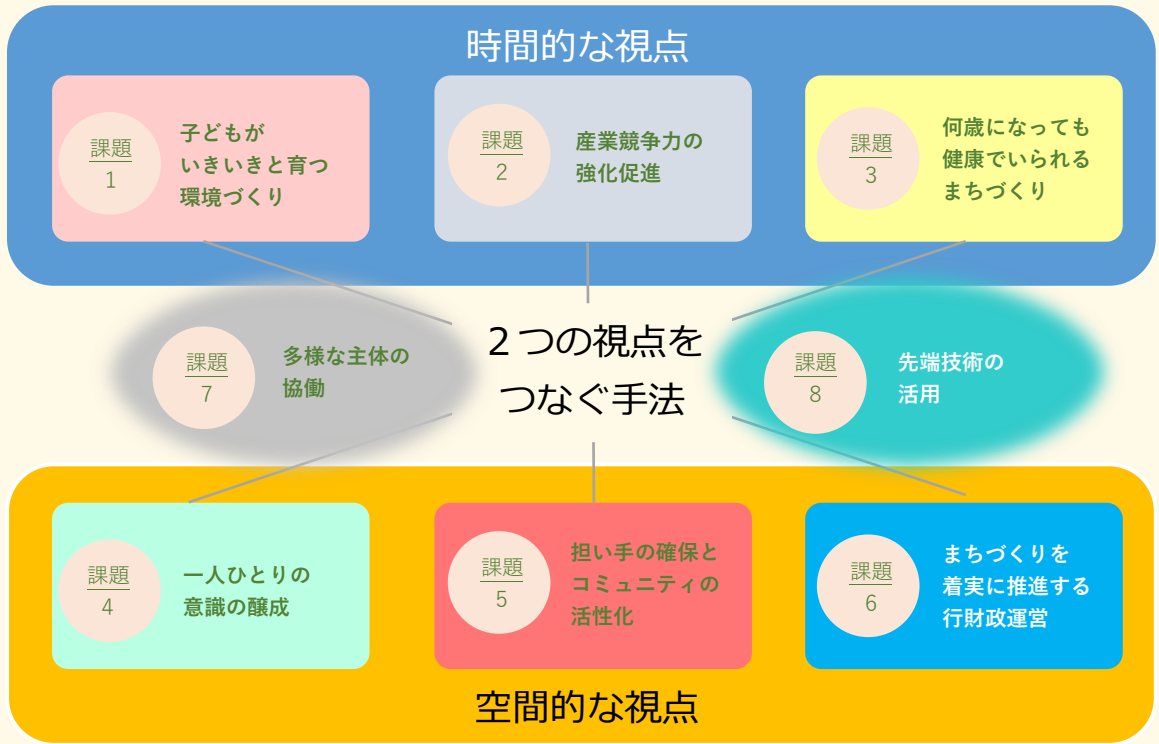 時間的な視点
課題
1
子どもが
いきいきと育つ
環境づくり
課題
2
産業競争力の
強化促進
課題
3
何歳になっても
健康でいられる
まちづくり
課題
7
多様な主体の
協働
２つの視点を
つなぐ手法
課題
8
先端技術の
活用
課題
4
一人ひとりの
意識の醸成
課題
5
担い手の確保と
コミュニティの
活性化
課題
6
まちづくりを
着実に推進する
行財政運営
空間的な視点